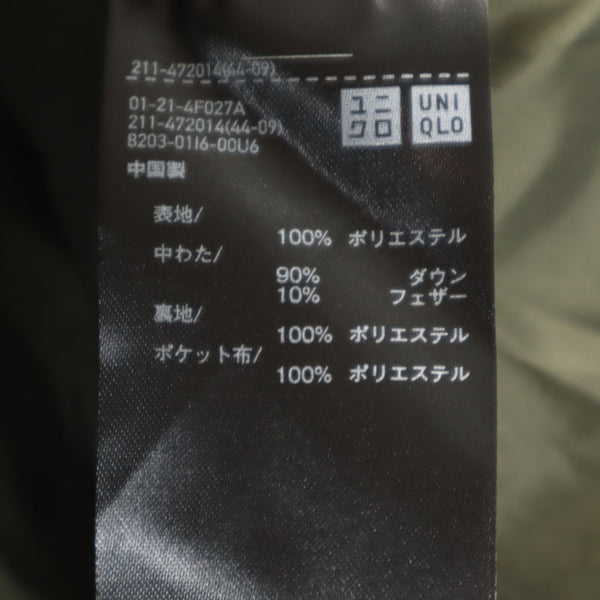 211-472014(44-09)
01-21-4F027A
211-472014(44-09)
8203-01I6-00U6
ユニ
クロ
UNI
QLO
中国製
表地/
100% ポリエステル
中わた/
90% ダウン
10% フェザー
裏地/
100% ポリエステル
ポケット布/
100% ポリエステル